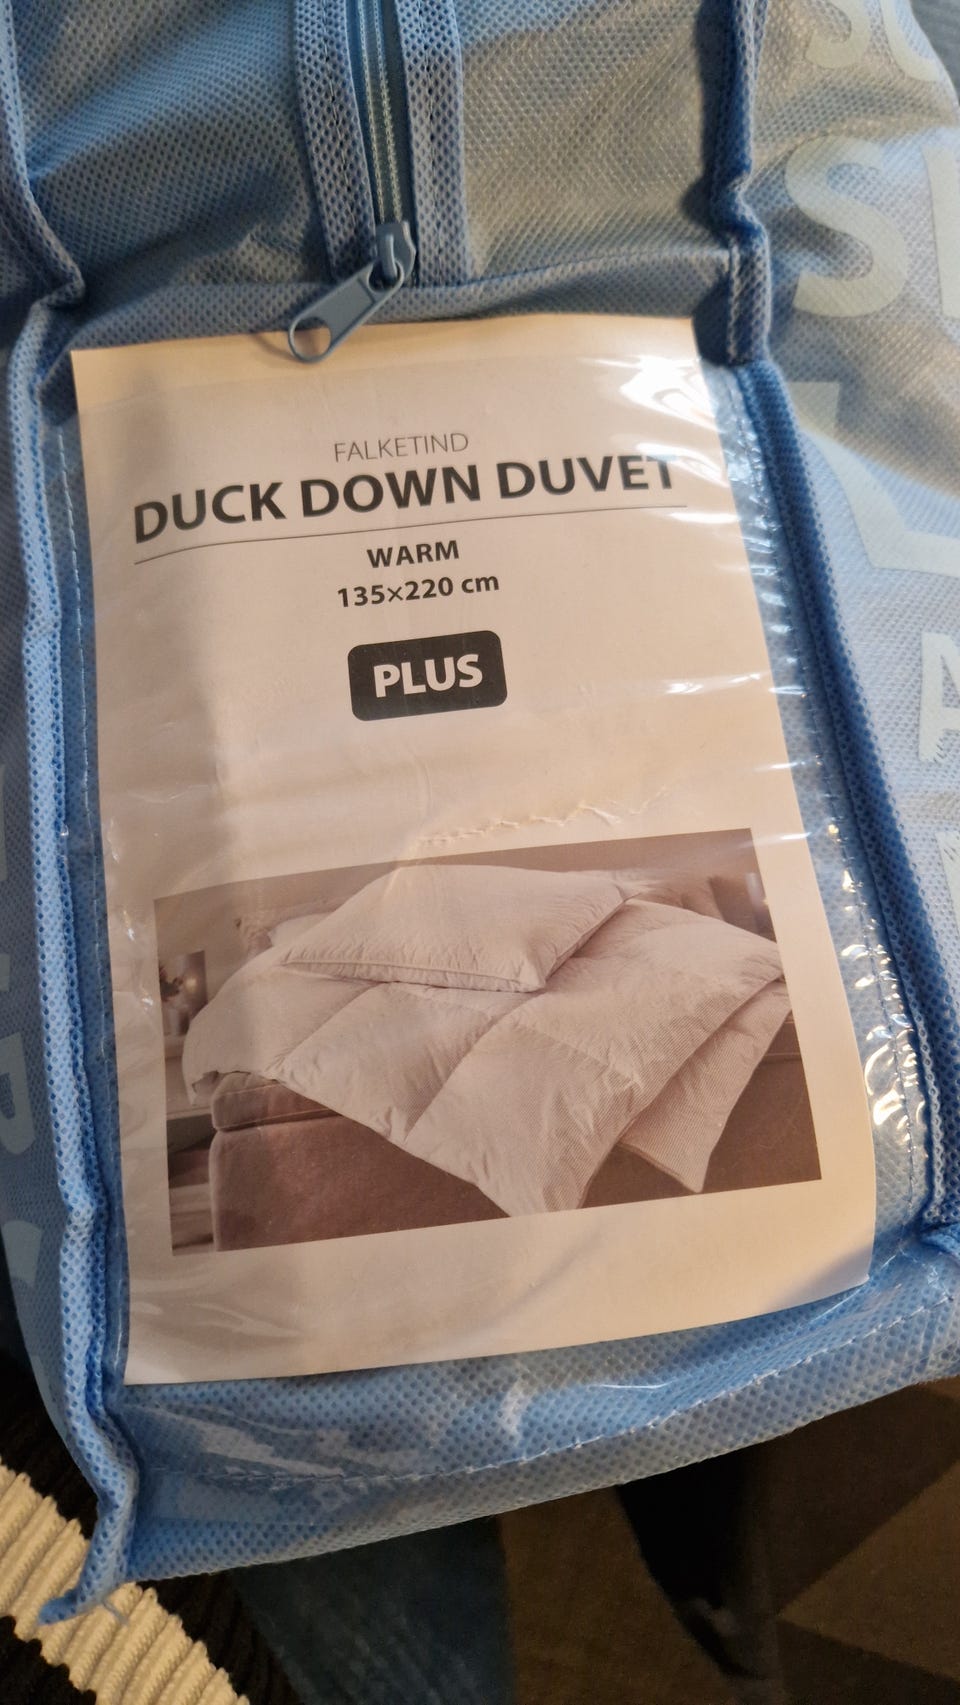 FALKETIND
DUCK DOWN DUVET
WARM
135×220 cm
PLUS